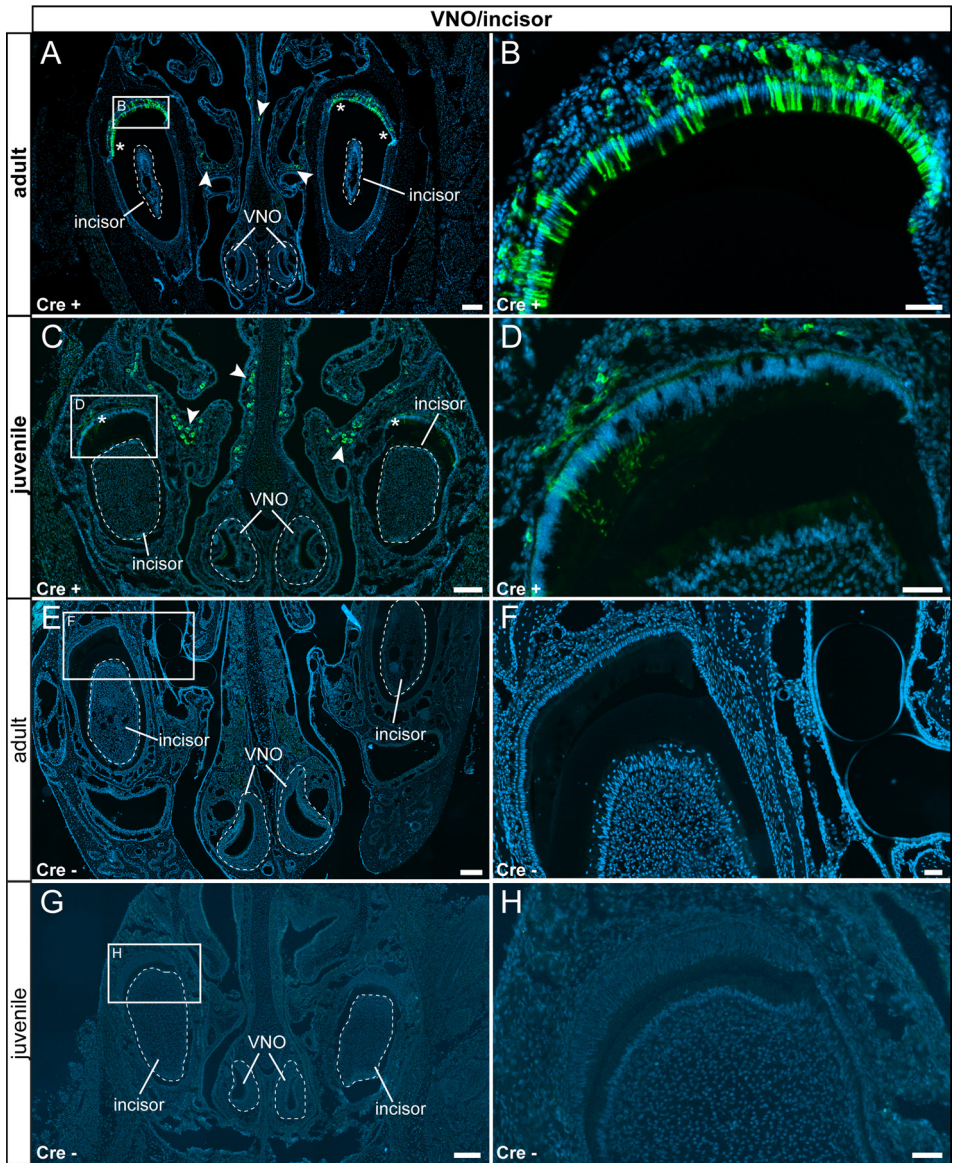 VNO/incisor
adult
A
B
*
*
*
incisor
VNO
incisor
Cre +
B
Cre +
juvenile
C
D
*
*
incisor
VNO
incisor
Cre +
D
Cre +
adult
E
F
incisor
VNO
incisor
Cre -
F
Cre -
juvenile
G
H
incisor
VNO
incisor
Cre -
H
Cre -